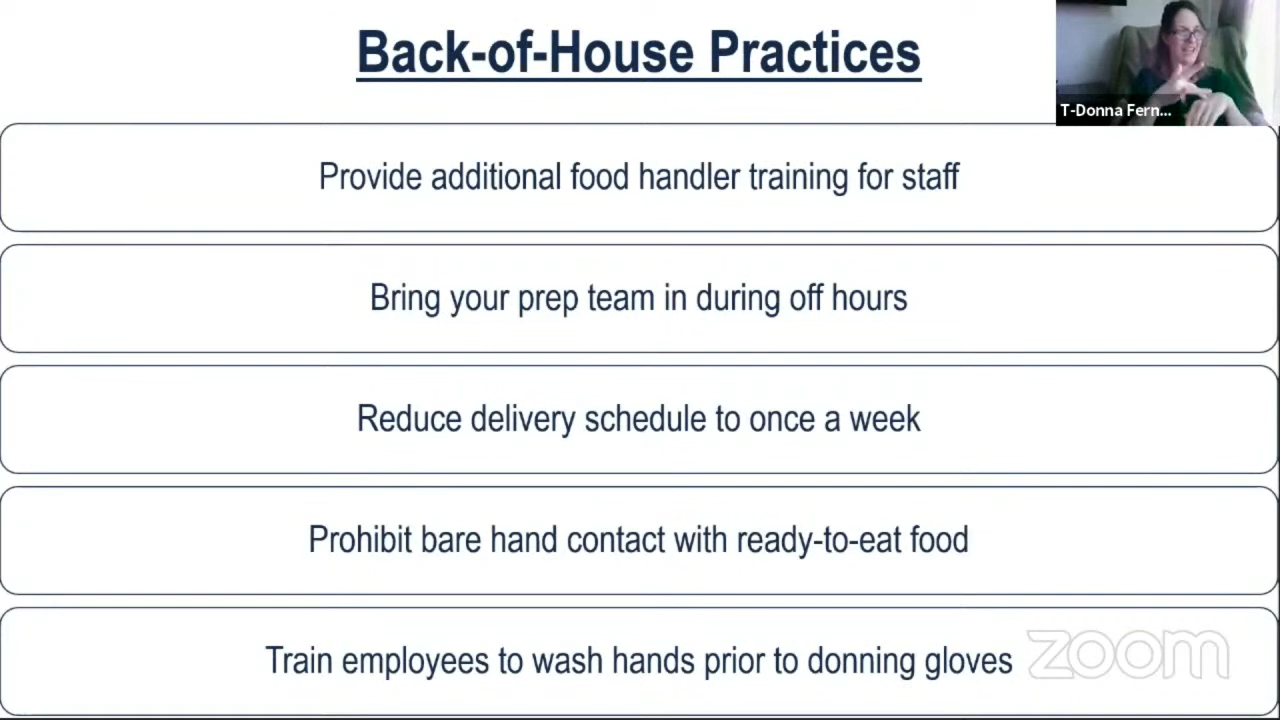 Back-of-House Practices
T-Donna Fern...
Provide additional food handler training for staff
Bring your prep team in during off hours
Reduce delivery schedule to once a week
Prohibit bare hand contact with ready-to-eat food
Train employees to wash hands prior to donning gloves
zoom